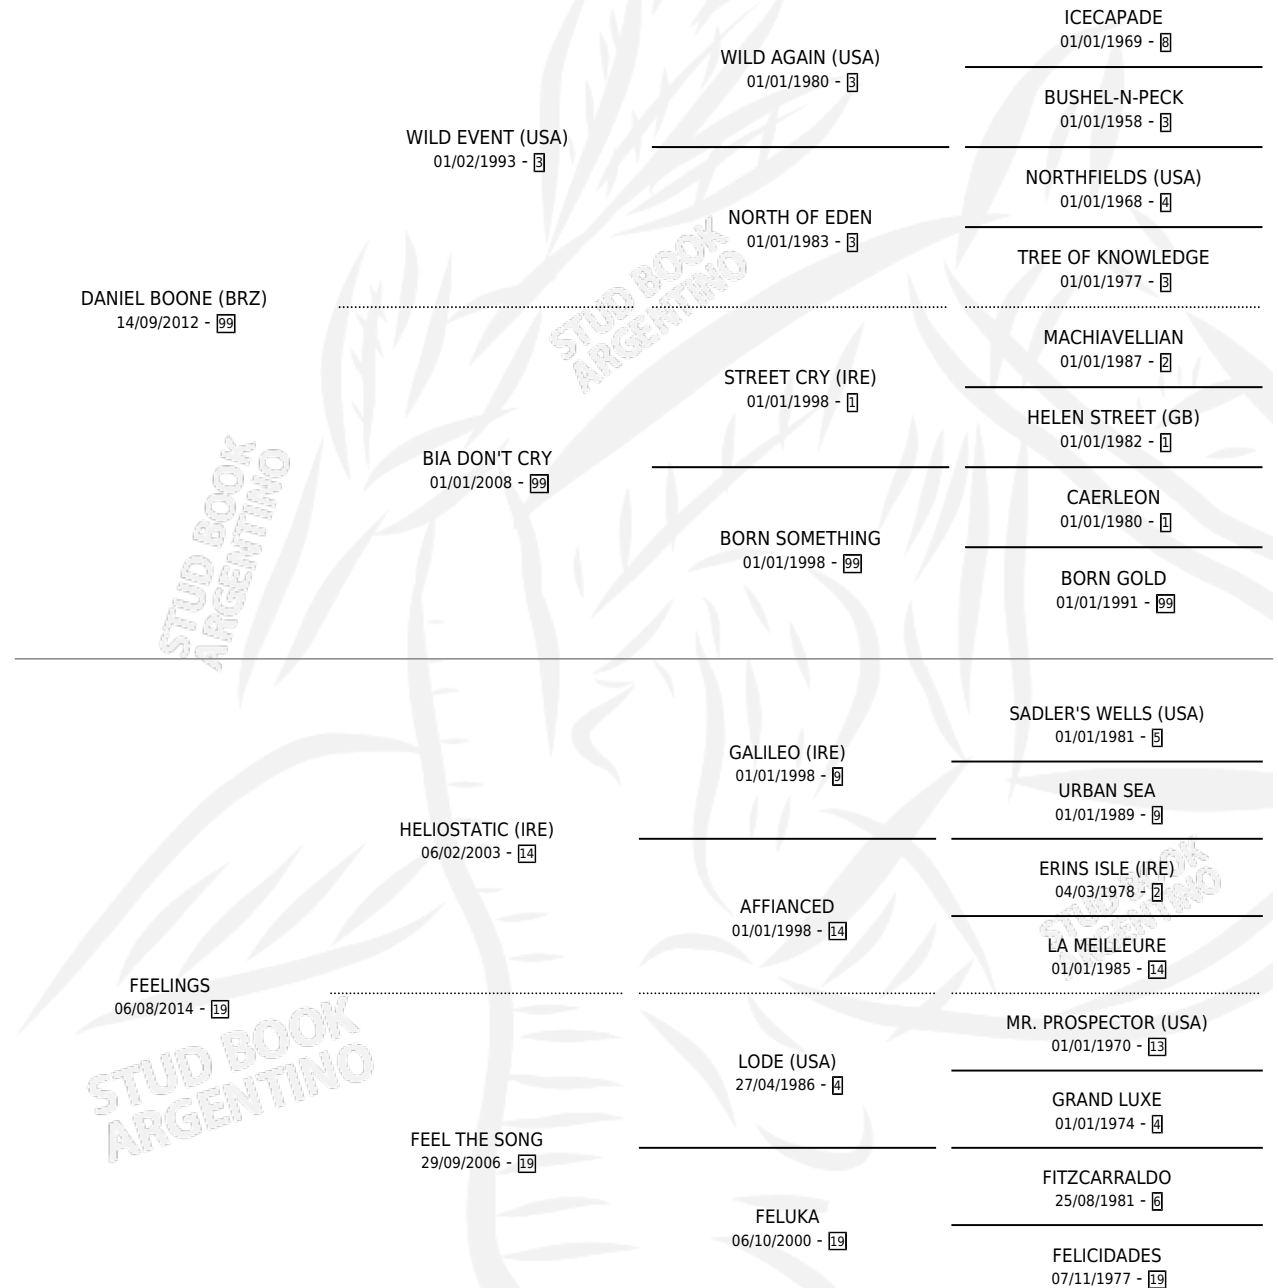 ICECAPADE
01/01/1969 - 8
WILD AGAIN (USA)
01/01/1980 - 3
BUSHEL-N-PECK
01/01/1958 - 3
WILD EVENT (USA)
01/02/1993 - 3
NORTHFIELDS (USA)
01/01/1968 - 4
NORTH OF EDEN
01/01/1983 - 3
TREE OF KNOWLEDGE
01/01/1977 - 3
DANIEL BOONE (BRZ)
14/09/2012 - 99
MACHIAVELLIAN
01/01/1987 - 2
STREET CRY (IRE)
01/01/1998 - 1
HELEN STREET (GB)
01/01/1982 - 1
BIA DON'T CRY
01/01/2008 - 99
CAERLEON
01/01/1980 - 1
BORN SOMETHING
01/01/1998 - 99
BORN GOLD
01/01/1991 - 99
STUD BOOK
ARGENTINO
STUD BOOK
ARGENTINO
SADLER'S WELLS (USA)
01/01/1981 - 5
GALILEO (IRE)
01/01/1998 - 9
URBAN SEA
01/01/1989 - 9
HELIOSTATIC (IRE)
06/02/2003 - 14
ERINS ISLE (IRE)
04/03/1978 - 2
AFFIANCED
01/01/1998 - 14
LA MEILLEURE
01/01/1985 - 14
FEELINGS
06/08/2014 - 19
MR. PROSPECTOR (USA)
01/01/1970 - 13
LODE (USA)
27/04/1986 - 4
GRAND LUXE
01/01/1974 - 4
FEEL THE SONG
29/09/2006 - 19
FITZCARRALDO
25/08/1981 - 6
FELUKA
06/10/2000 - 19
FELICIDADES
07/11/1977 - 19
STUD BOOK
ARGENTINO
STUD BOOK
ARGENTINO